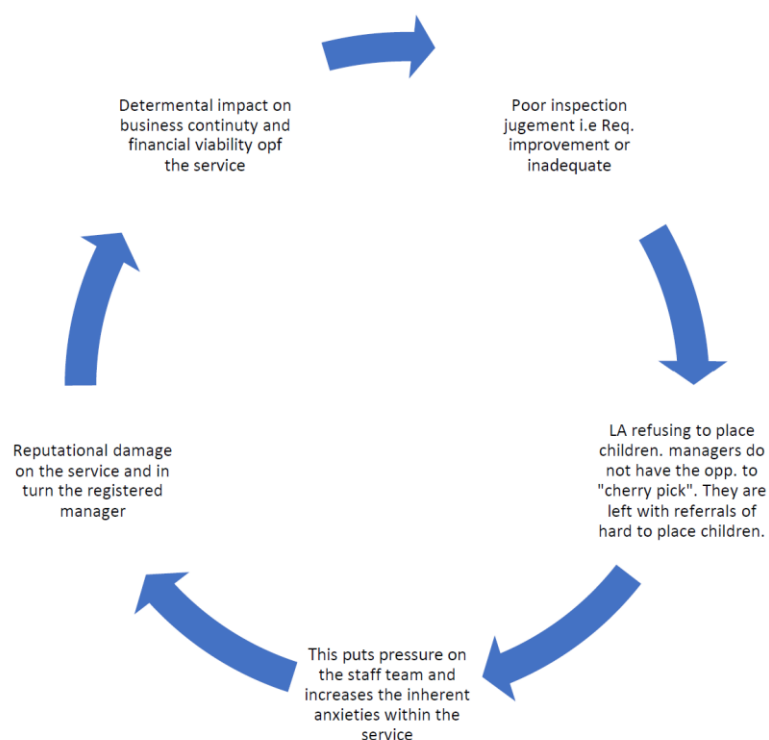 Determental impact on
business continuty and
financial viability opf
the service
Poor inspection
jugement i.e Req.
improvement or
inadequate
LA refusing to place
children. managers do
not have the opp. to
"cherry pick". They are
left with referrals of
hard to place children.
This puts pressure on
the staff team and
increases the inherent
anxieties within the
service
Reputational damage
on the service and in
turn the registered
manager